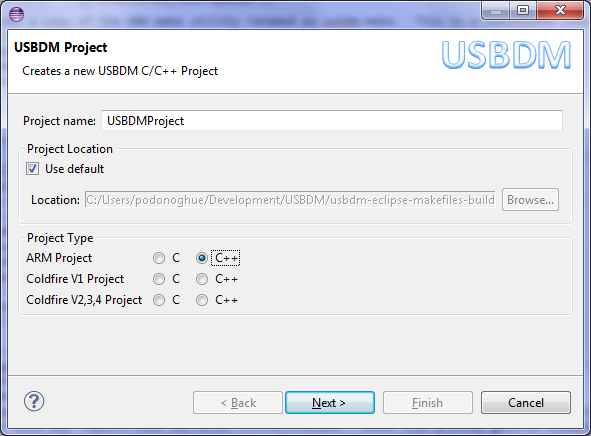 USBDM Project
Creates a new USBDM C/C++ Project
USBDM
Project name: USBDMProject
Project Location
Use default
Location: C:/Users/podonoghue/Development/USBDM/usbdm-eclipse-makefiles-build Browse...
Project Type
ARM Project C C++
Coldfire V1 Project C C++
Coldfire V2,3,4 Project C C++
? < Back Next > Finish Cancel